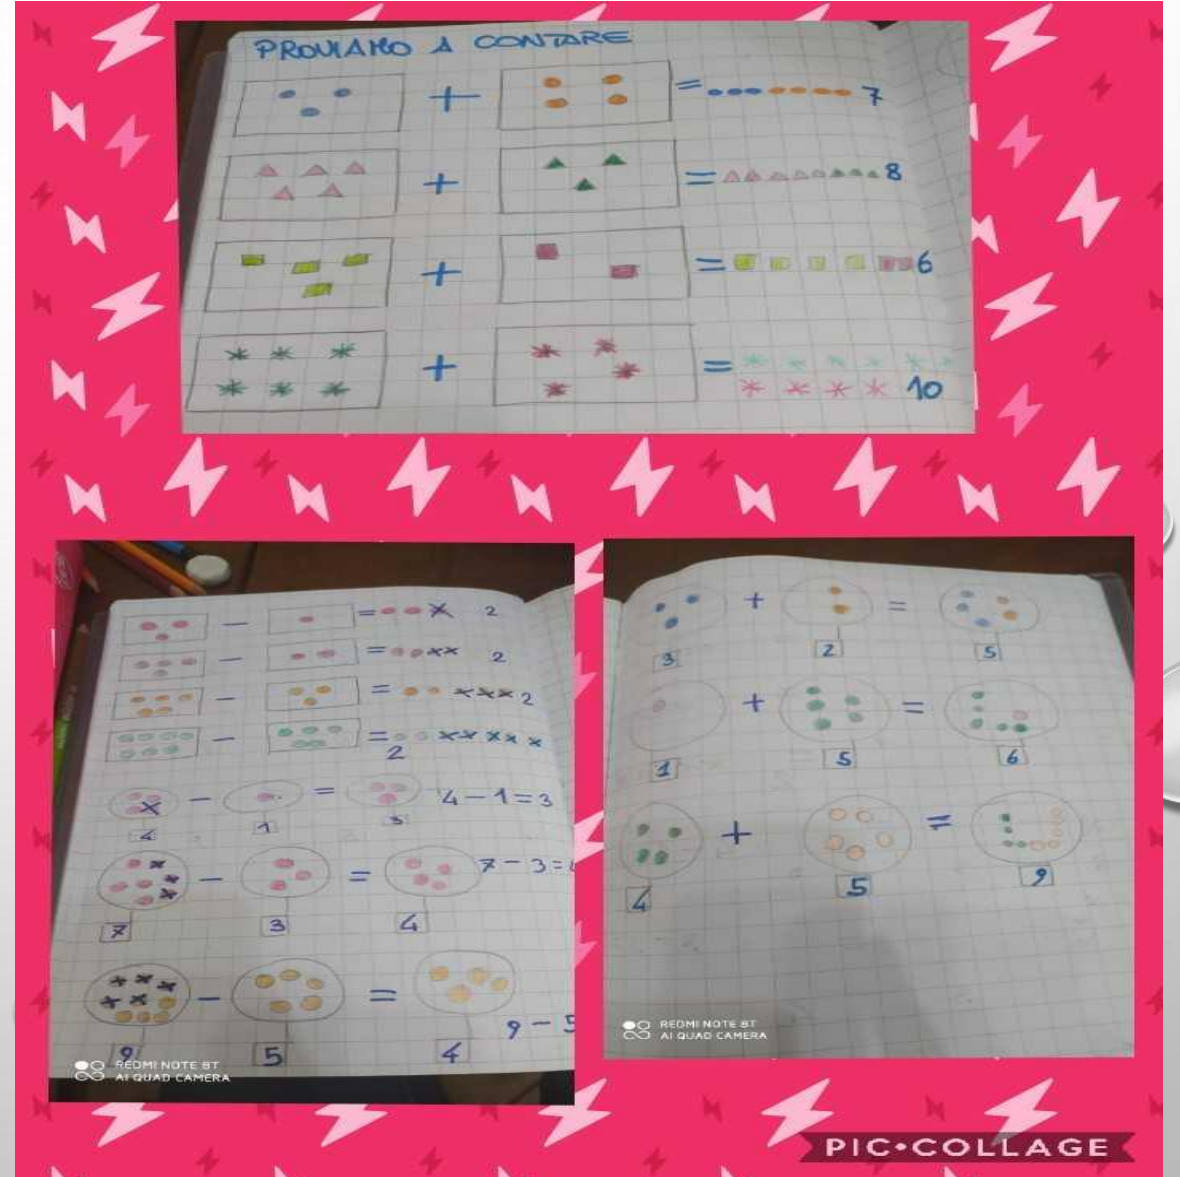 PROVIAMO A CONTARE
+ = 7
+ = 8
+ = 6
+ = 10
- = 2
- = 2
- = 2
- = 2
- = 4 - 1 = 3
4 1 3
- = 7 - 3 =
7 3 4
- =
9 - 5
9 5 4
REDMI NOTE 8T
AI QUAD CAMERA
+ =
3 2 5
+ =
1 5 6
+ =
4 5 9
REDMI NOTE 8T
AI QUAD CAMERA
PIC•COLLAGE